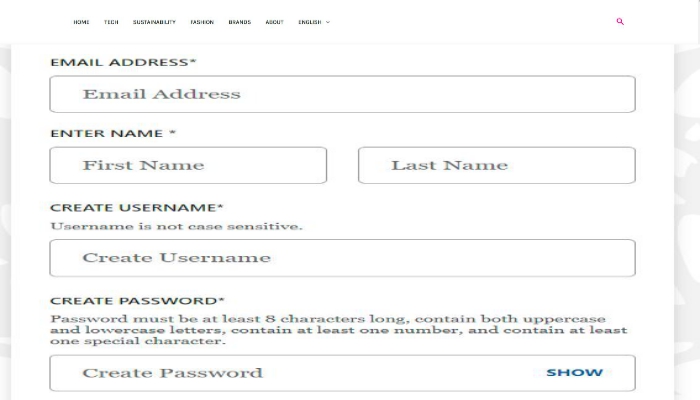 HOME TECH SUSTAINABILITY FASHION BRANDS ABOUT ENGLISH
EMAIL ADDRESS*
Email Address
ENTER NAME *
First Name Last Name
CREATE USERNAME*
Username is not case sensitive.
Create Username
CREATE PASSWORD*
Password must be at least 8 characters long, contain both uppercase
and lowercase letters, contain at least one number, and contain at least
one special character.
Create Password SHOW